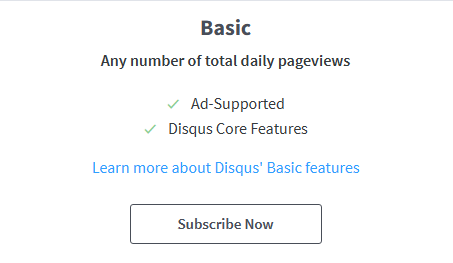 Basic
Any number of total daily pageviews
Ad-Supported
Disqus Core Features
Learn more about Disqus' Basic features
Subscribe Now